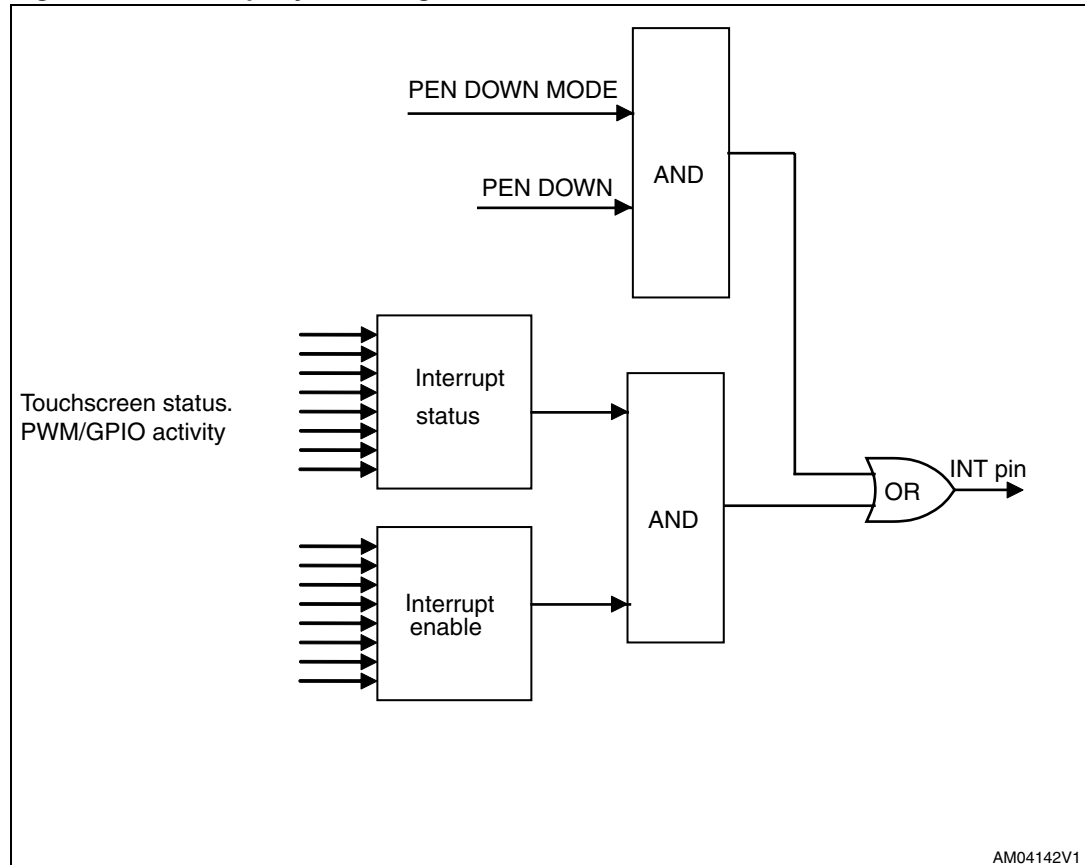 PEN DOWN MODE
PEN DOWN
AND
Interrupt
status
Touchscreen status.
PWM/GPIO activity
AND
Interrupt
enable
OR
INT pin
AM04142V1